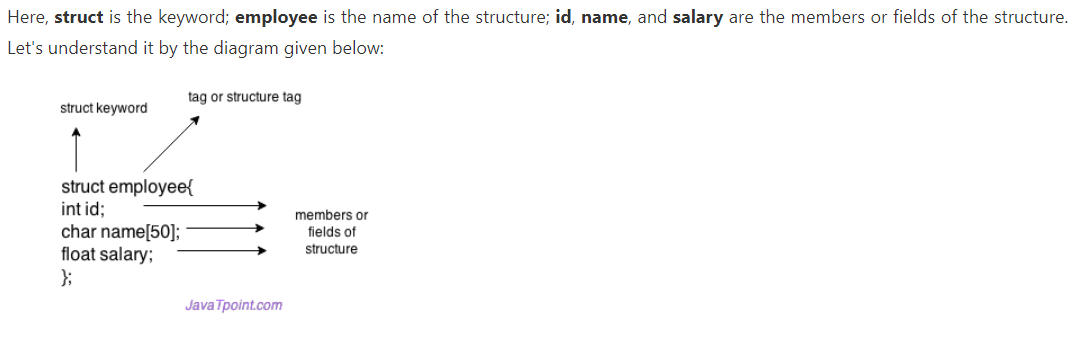 Here, struct is the keyword; employee is the name of the structure; id, name, and salary are the members or fields of the structure.
Let's understand it by the diagram given below:
struct keyword
tag or structure tag
struct employee{
int id;
char name[50];
float salary;
};
members or
fields of
structure
JavaTpoint.com